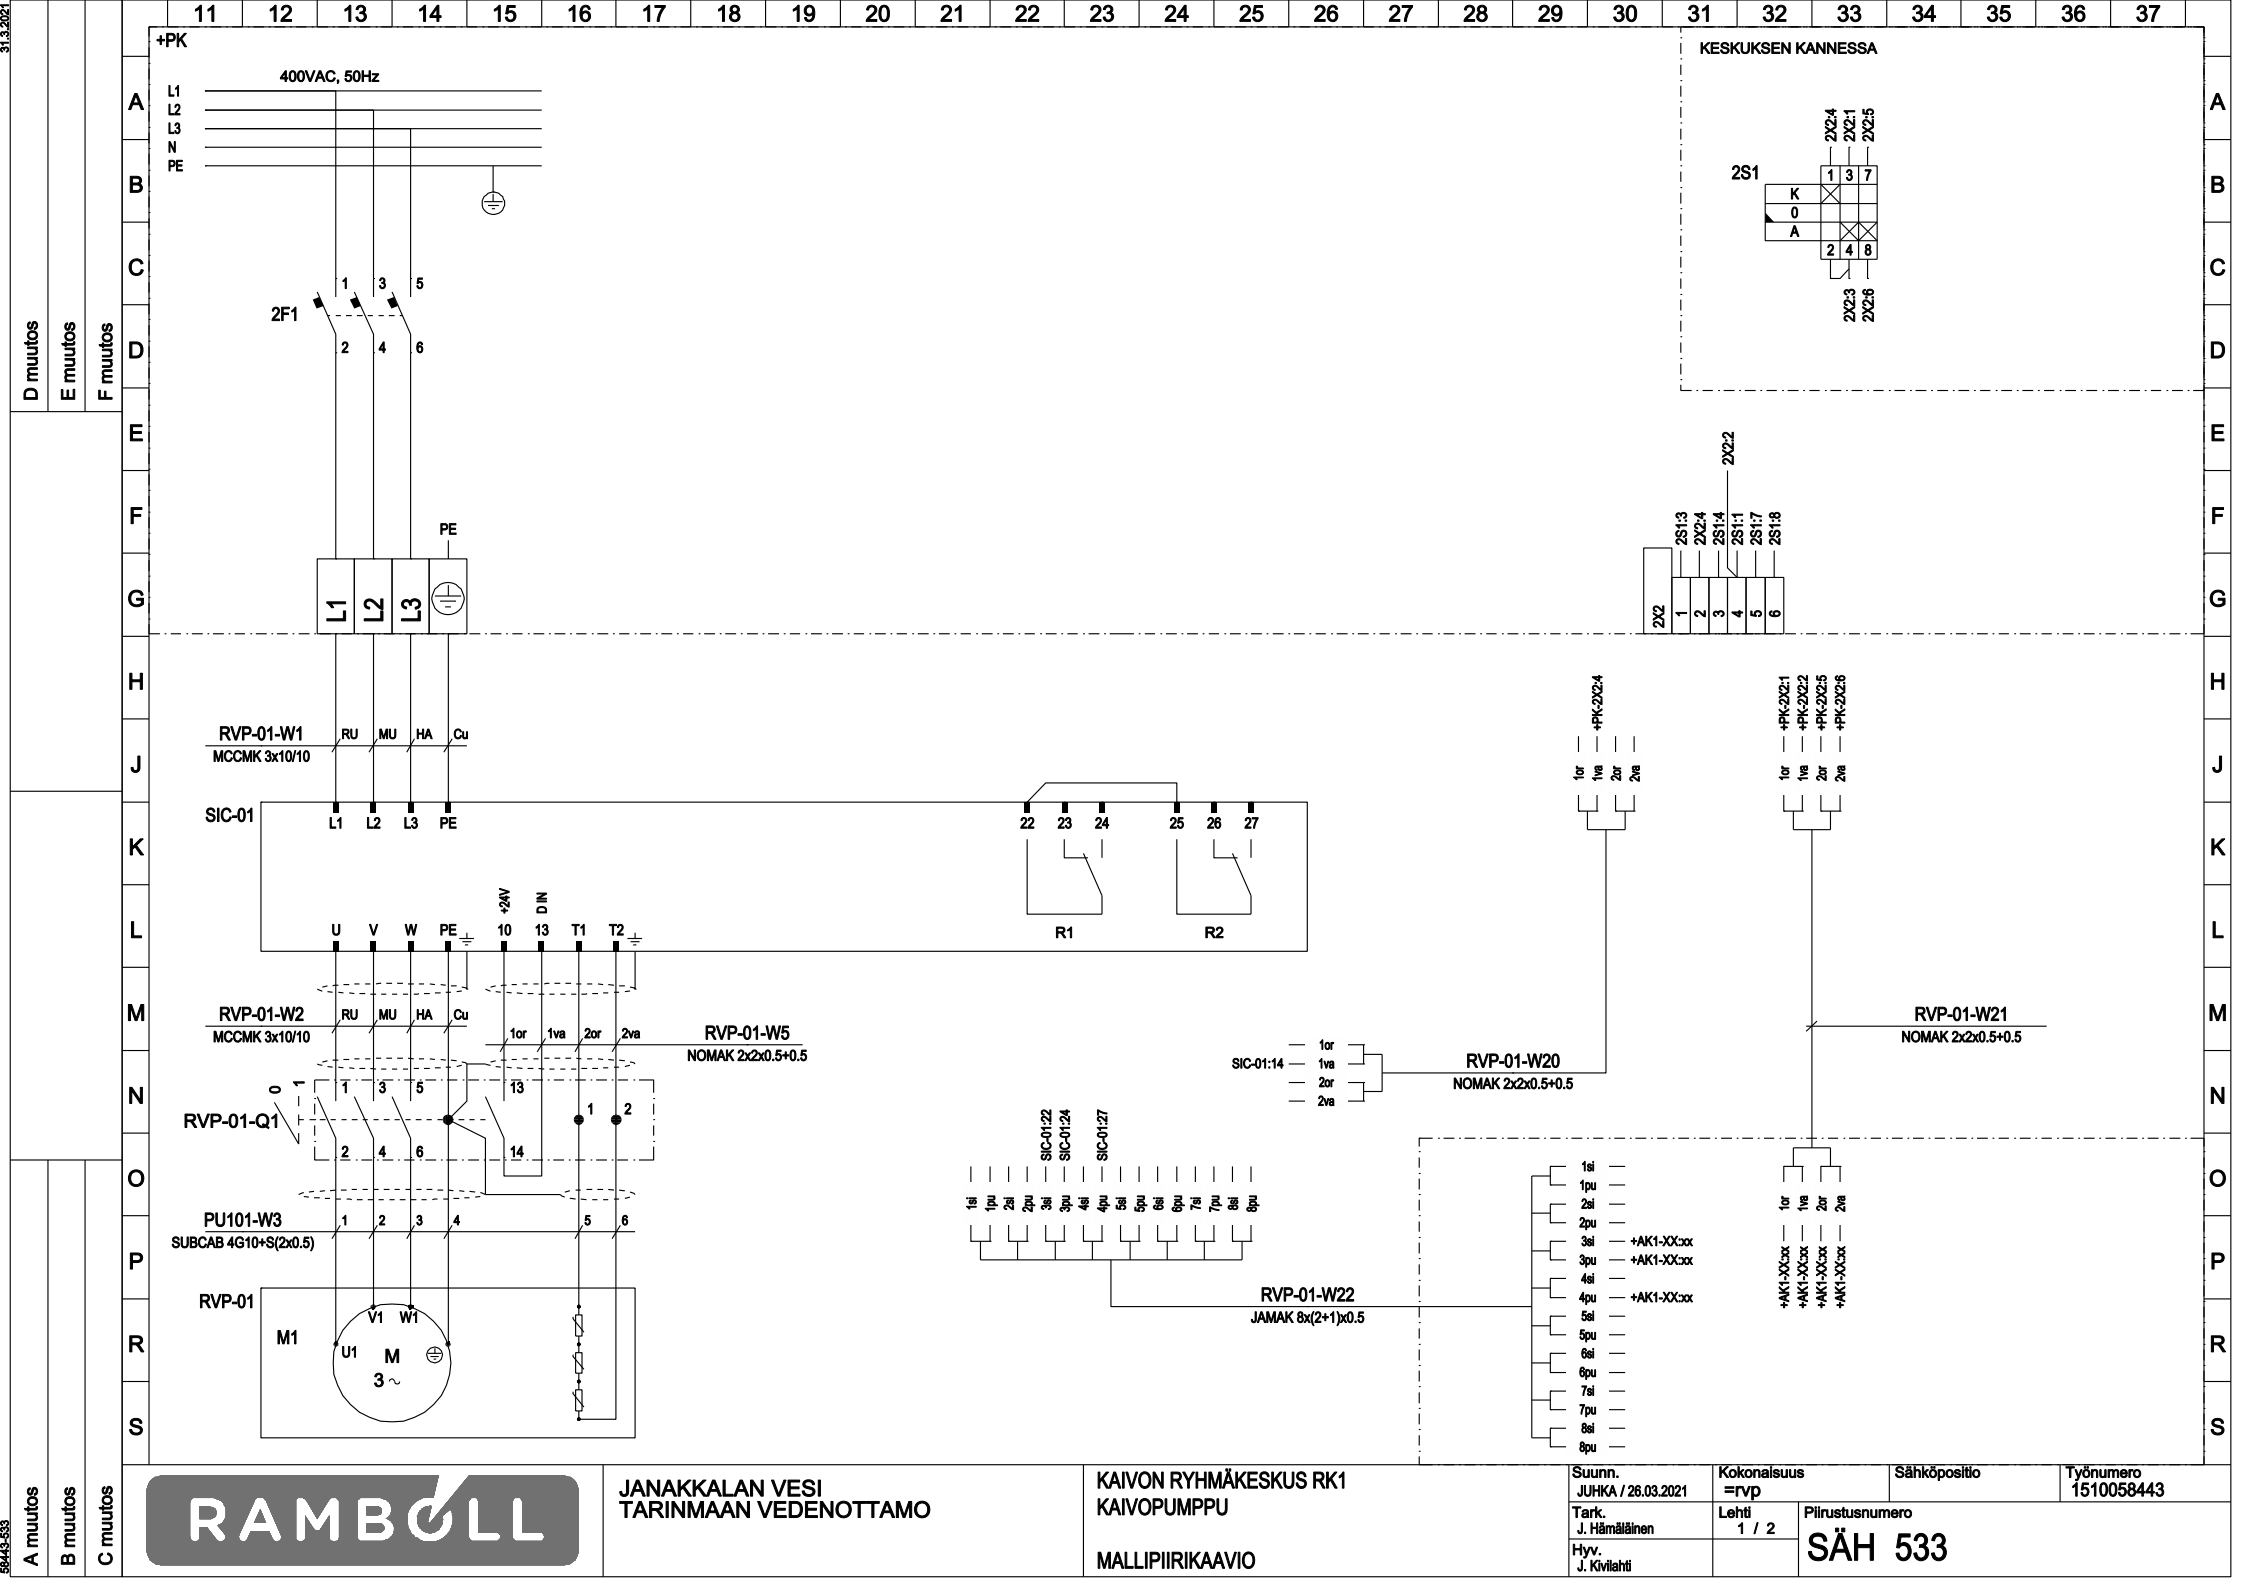 11 12 13 14 15 16 17 18 19 20 21 22 23 24 25 26 27 28 29 30 31 32 33 34 35 36 37
31.3.2021
+PK
KESKUKSEN KANNESSA
400VAC, 50Hz
L1
L2
L3
N
PE
A
B
C
D
E
F
G
H
J
K
L
M
N
O
P
R
S
A
B
C
D
E
F
G
H
J
K
L
M
N
O
P
R
S
D muutos
E muutos
F muutos
2X2:4
2X2:1
2X2:5
2S1
1 3 7
K
0
A
2 4 8
2X2:3
2X2:6
1 3 5
2F1
2 4 6
2X2:2
PE
2S1:3
2X2:4
2S1:4
2S1:1
2S1:7
2S1:8
L1 L2 L3
2X2 1 2 3 4 5 6
+PK-2X2:4
+PK-2X2:1
+PK-2X2:2
+PK-2X2:5
+PK-2X2:6
RVP-01-W1 RU MU HA Cu
MCCMK 3x10/10
1or 1va 2or 2va
1or 1va 2or 2va
SIC-01
L1 L2 L3 PE
22 23 24 25 26 27
+24V
D IN
U V W PE 10 13 T1 T2
R1 R2
RVP-01-W2 RU MU HA Cu
MCCMK 3x10/10
1or 1va 2or 2va RVP-01-W5
NOMAK 2x2x0.5+0.5
RVP-01-W21
NOMAK 2x2x0.5+0.5
1or
SIC-01:14 1va
2or
2va
RVP-01-W20
NOMAK 2x2x0.5+0.5
0 1
1 3 5 13
RVP-01-Q1
1 2
2 4 6 14
SIC-01:22
SIC-01:24
SIC-01:27
1si 1pu 2si 2pu 3si 3pu 4si 4pu 5si 5pu 6si 6pu 7si 7pu 8si 8pu
PU101-W3 1 2 3 4 5 6
SUBCAB 4G10+S(2x0.5)
RVP-01-W22
JAMAK 8x(2+1)x0.5
1si
1pu
2si
2pu
3si +AK1-XX:xx
3pu +AK1-XX:xx
4si
4pu +AK1-XX:xx
5si
5pu
6si
6pu
7si
7pu
8si
8pu
1or 1va 2or 2va
+AK1-XX:xx
+AK1-XX:xx
+AK1-XX:xx
+AK1-XX:xx
RVP-01
M1
V1 W1
U1
M
3 ~
58443-533
A muutos
B muutos
C muutos
RAMBOLL
JANAKKALAN VESI
TARINMAAN VEDENOTTAMO
KAIVON RYHMÄKESKUS RK1
KAIVOPUMPPU
MALLIPIIRIKAAVIO
Suunn.
JUHKA / 26.03.2021
Tark.
J. Hämäläinen
Hyv.
J. Kivilahti
Kokonaisuus
=rvp
Lehti
1 / 2
Sähköpositio
Työnumero
1510058443
Piirustusnumero
SÄH 533